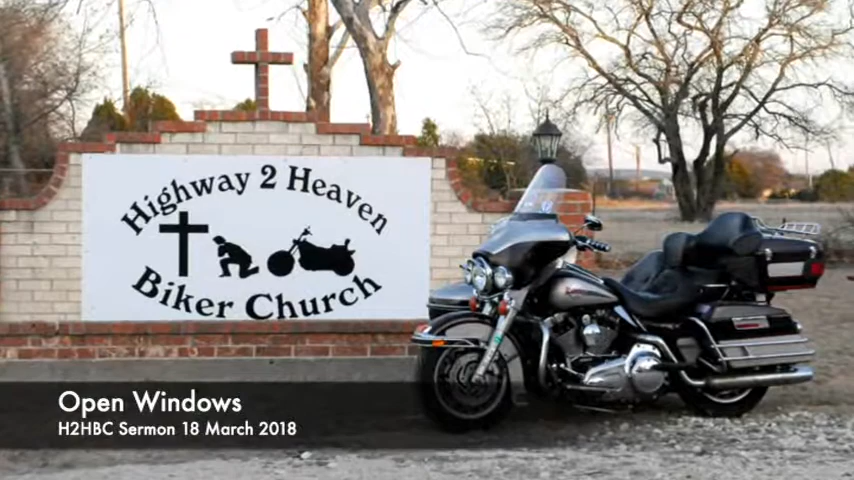 Highway 2 Heaven
Biker Church
Open Windows
H2HBC Sermon 18 March 2018